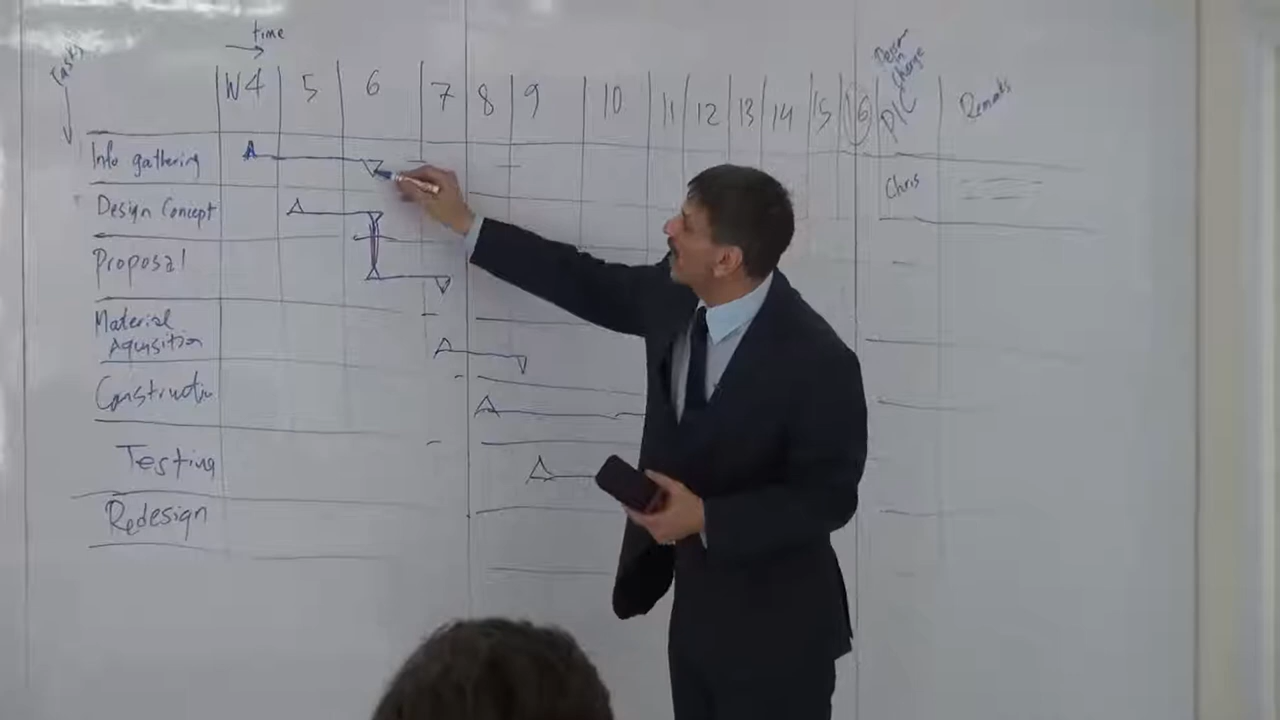 time
Tasks
W4 5 6 7 8 9 10 11 12 13 14 15 16 PIC
Person in Charge
Remarks
Info gathering
Chris
Design Concept
Proposal
Material
Aquisition
Constructio
Testing
Redesign